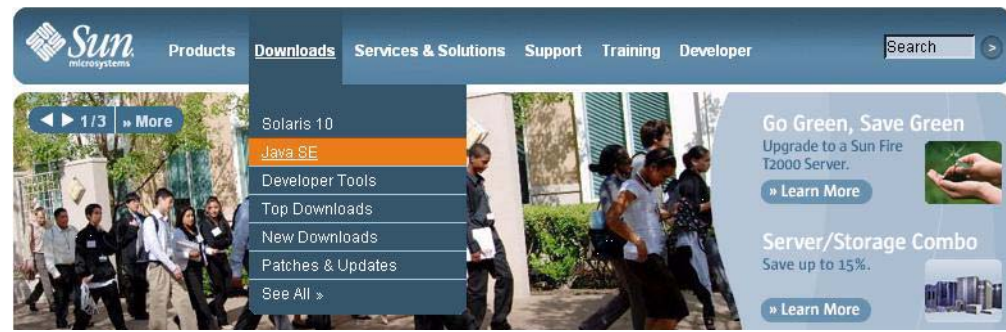 Sun
microsystems
Products Downloads Services & Solutions Support Training Developer
Search
1/3 » More
Solaris 10
Java SE
Developer Tools
Top Downloads
New Downloads
Patches & Updates
See All »
Go Green, Save Green
Upgrade to a Sun Fire
T2000 Server.
» Learn More
Server/Storage Combo
Save up to 15%.
» Learn More